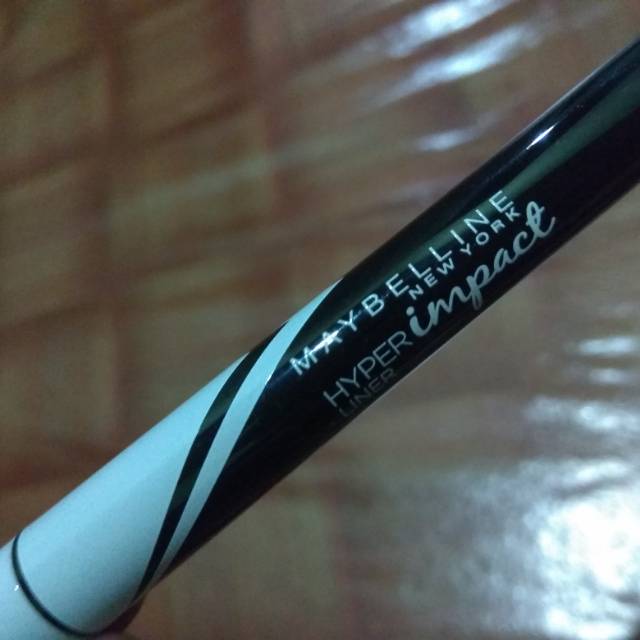 MAYBELLINE
NEW YORK
HYPER impact
LINER